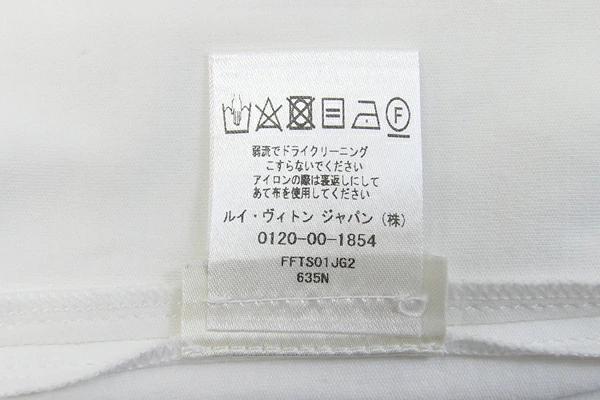 F
弱流でドライクリーニング
こすらないでください
アイロンの際は裏返しにして
あて布を使用してください
ルイ・ヴィトン ジャパン(株)
0120-00-1854
FFTS01JG2
635N